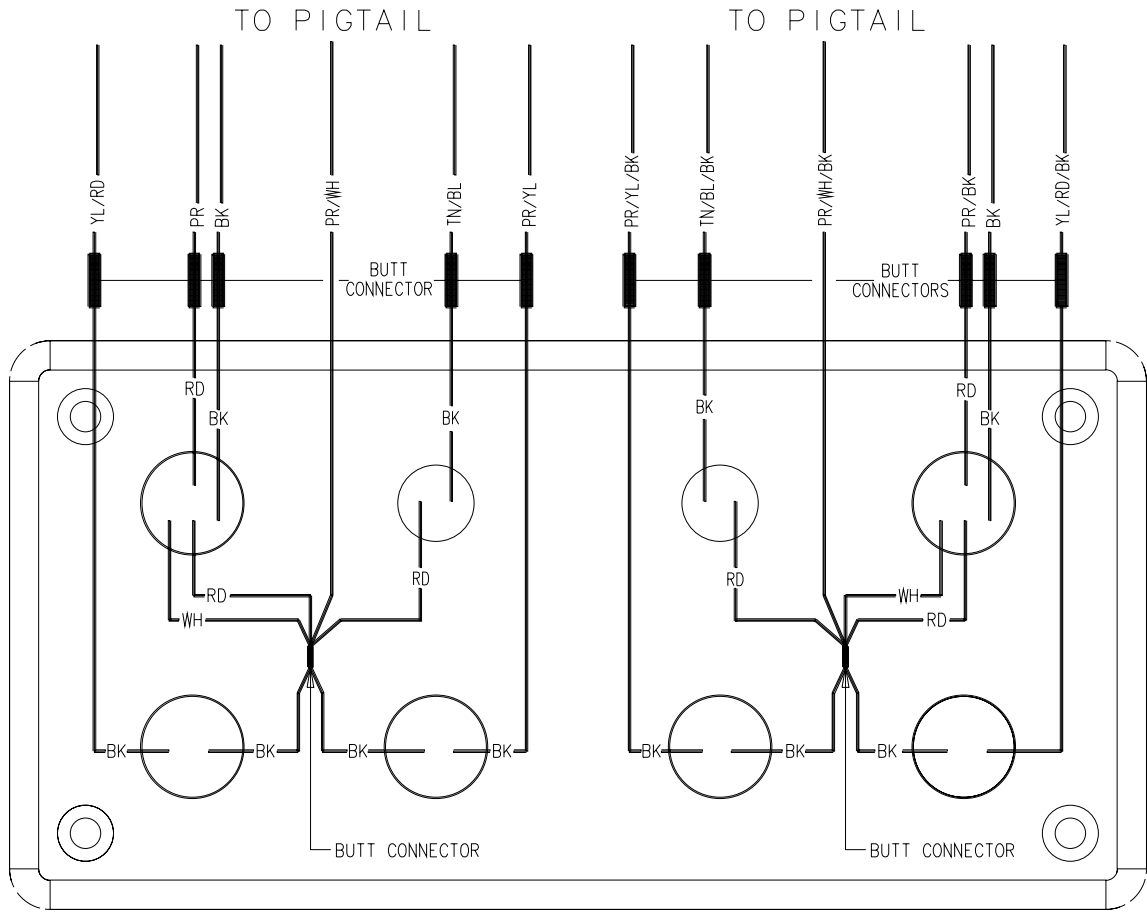 TO PIGTAIL
TO PIGTAIL
YL/RD
PR
BK
PR/WH
TN/BL
PR/YL
PR/YL/BK
TN/BL/BK
PR/WH/BK
PR/BK
BK
YL/RD/BK
BUTT
CONNECTOR
BUTT
CONNECTORS
RD
BK
BK
BK
RD
BK
RD
RD
RD
WH
WH
RD
BK
BK
BK
BK
BK
BK
BK
BUTT CONNECTOR
BUTT CONNECTOR